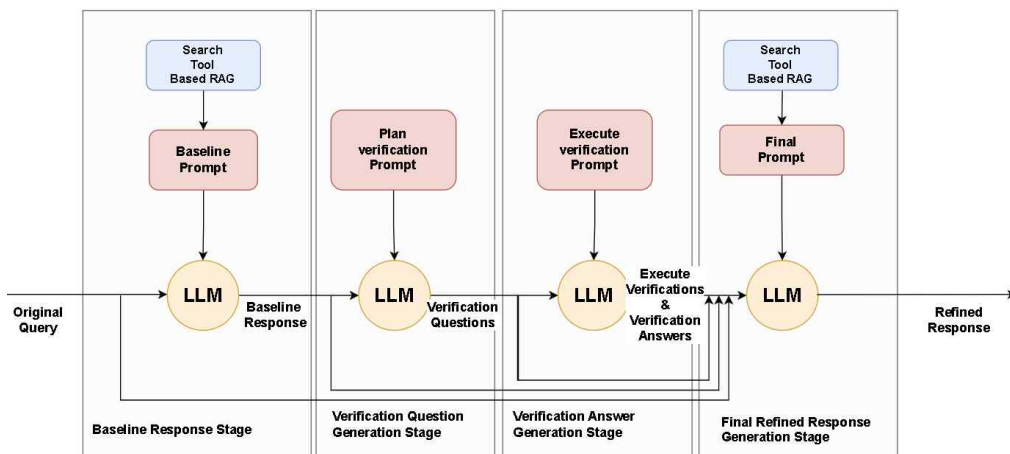 Search
Tool
Based RAG
Baseline
Prompt
LLM
Original
Query
Baseline
Response
Baseline Response Stage
Plan
verification
Prompt
LLM
Verification
Questions
Verification Question
Generation Stage
Execute
verification
Prompt
LLM
Execute
Verifications
&
Verification
Answers
Verification Answer
Generation Stage
Search
Tool
Based RAG
Final
Prompt
LLM
Final Refined Response
Generation Stage
Refined
Response